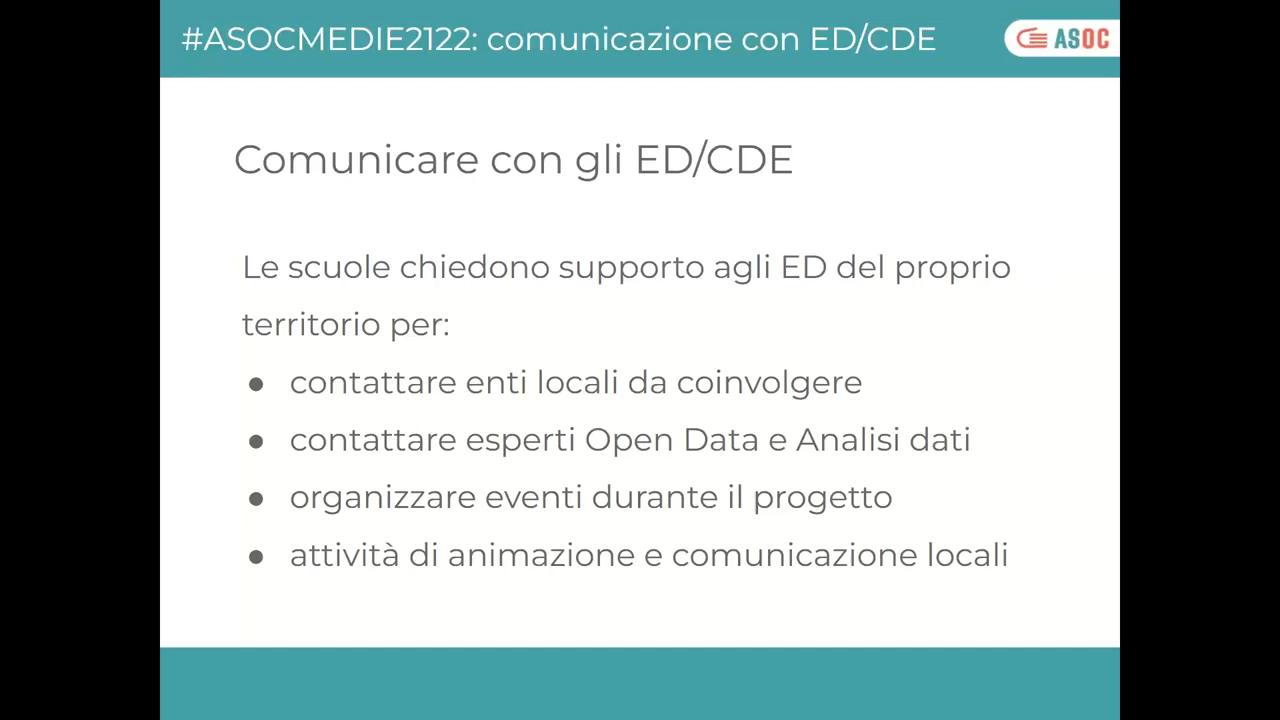 #ASOCMEDIE2122: comunicazione con ED/CDE
ASOC
Comunicare con gli ED/CDE
Le scuole chiedono supporto agli ED del proprio
territorio per:
● contattare enti locali da coinvolgere
● contattare esperti Open Data e Analisi dati
● organizzare eventi durante il progetto
● attività di animazione e comunicazione locali